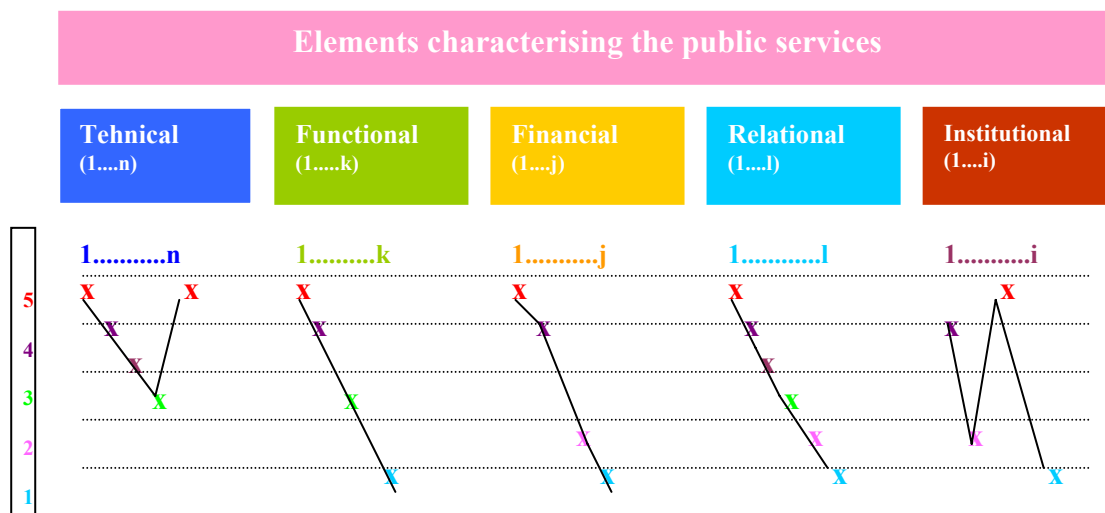 Elements characterising the public services
Tehnical
(1....n)
Functional
(1.....k)
Financial
(1....j)
Relational
(1....l)
Institutional
(1....i)
1...........n
1..........k
1...........j
1............l
1...........i
5
x x x x x x
4
x x x x x
x x
3
x x x
2
x x x
1
x x x x